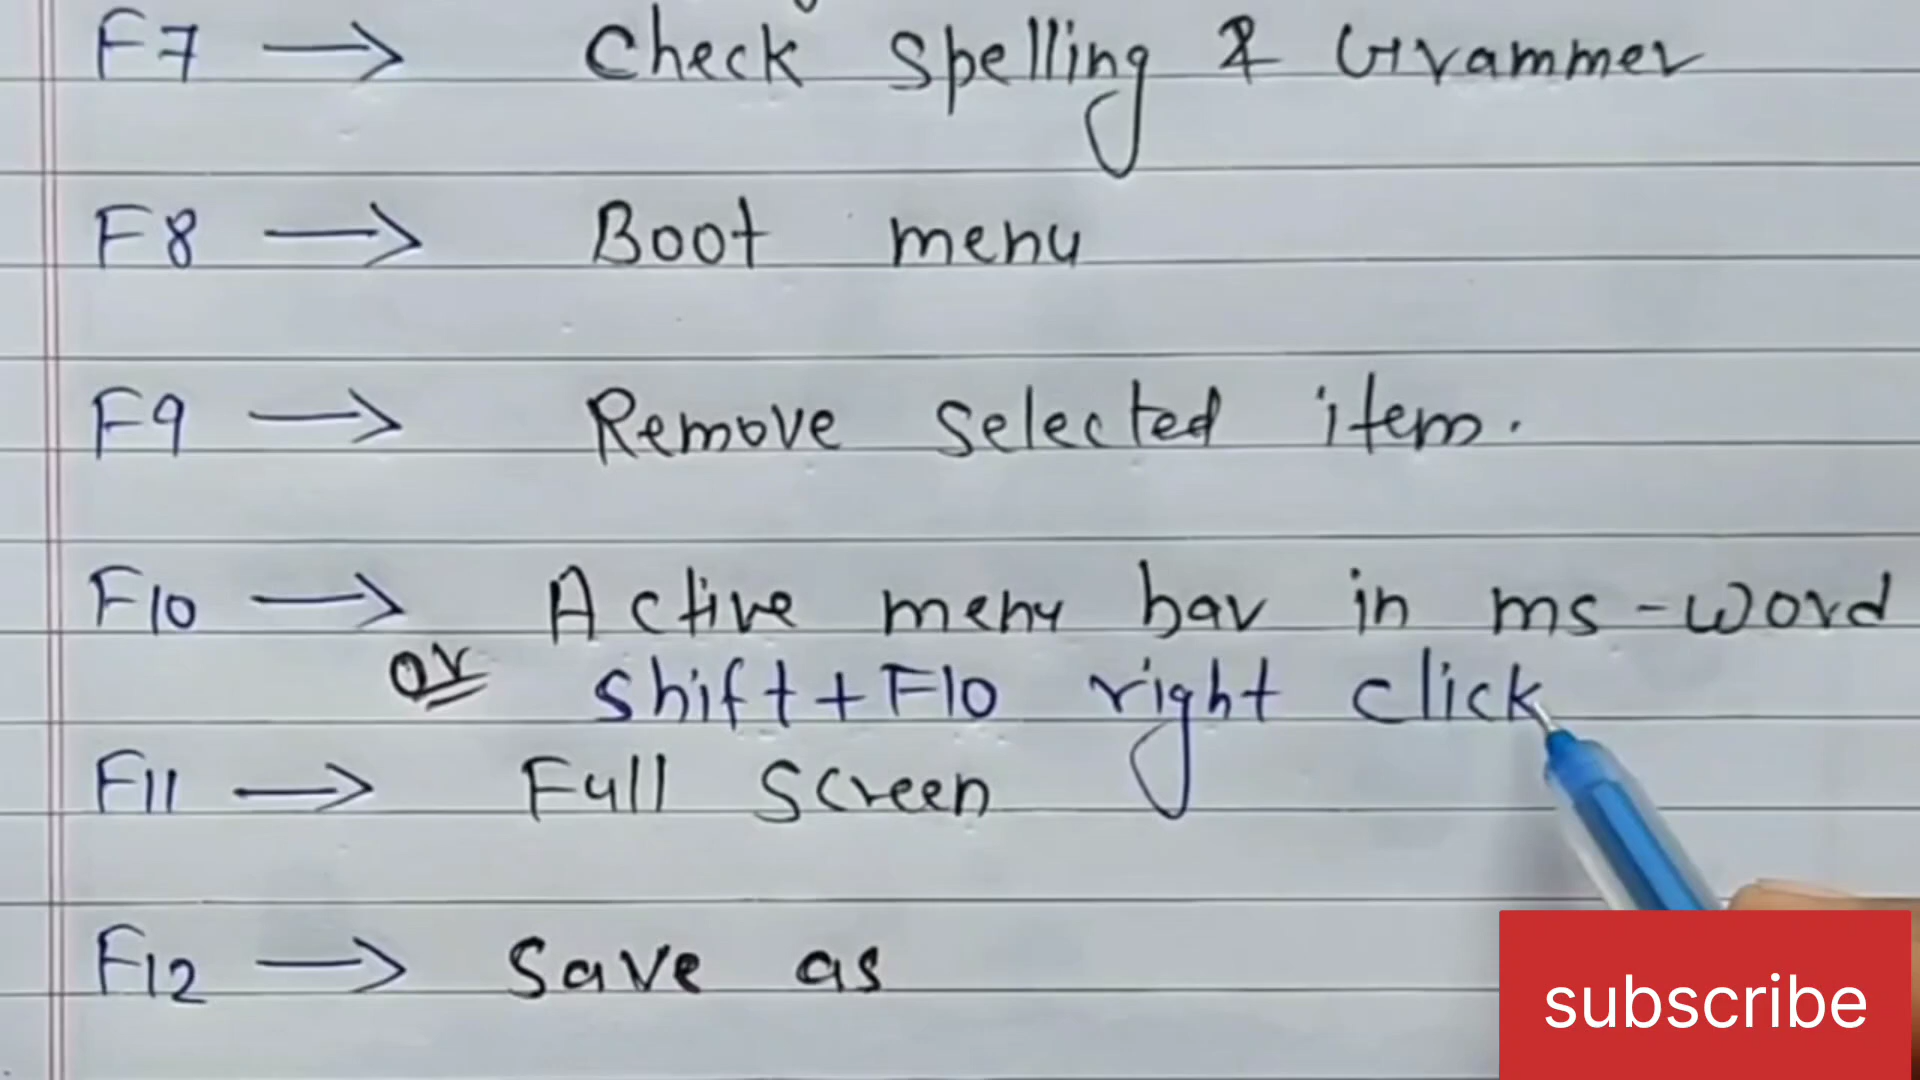 F7 → Check Spelling & Grammer
F8 → Boot menu
F9 → Remove Selected item.
F10 → Active menu bar in ms-word
or Shift+F10 right click
F11 → Full Screen
F12 → Save as
subscribe